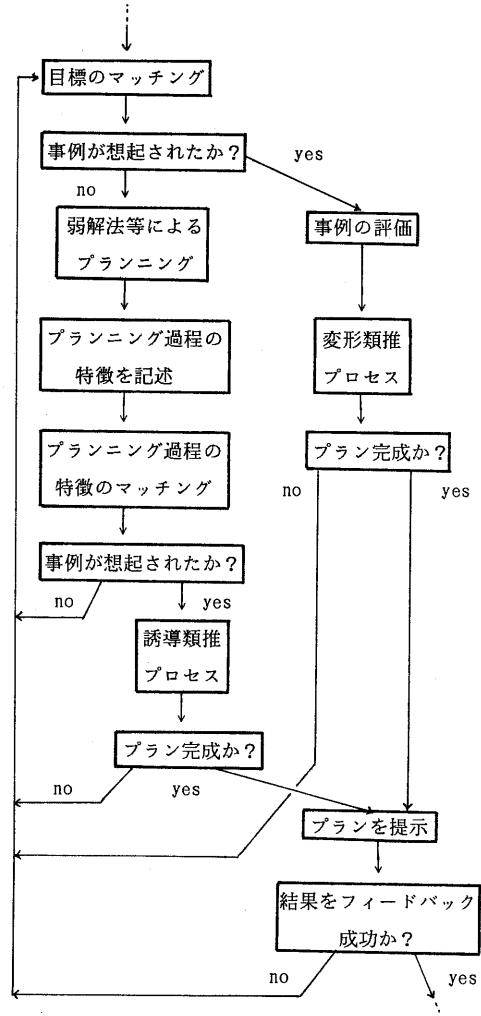 目標のマッチング
事例が想起されたか？
yes
no
弱解法等による
プランニング
事例の評価
プランニング過程の
特徴を記述
変形類推
プロセス
プランニング過程の
特徴のマッチング
プラン完成か？
no
yes
事例が想起されたか？
no
yes
誘導類推
プロセス
プラン完成か？
no
yes
プランを提示
結果をフィードバック
成功か？
no
yes